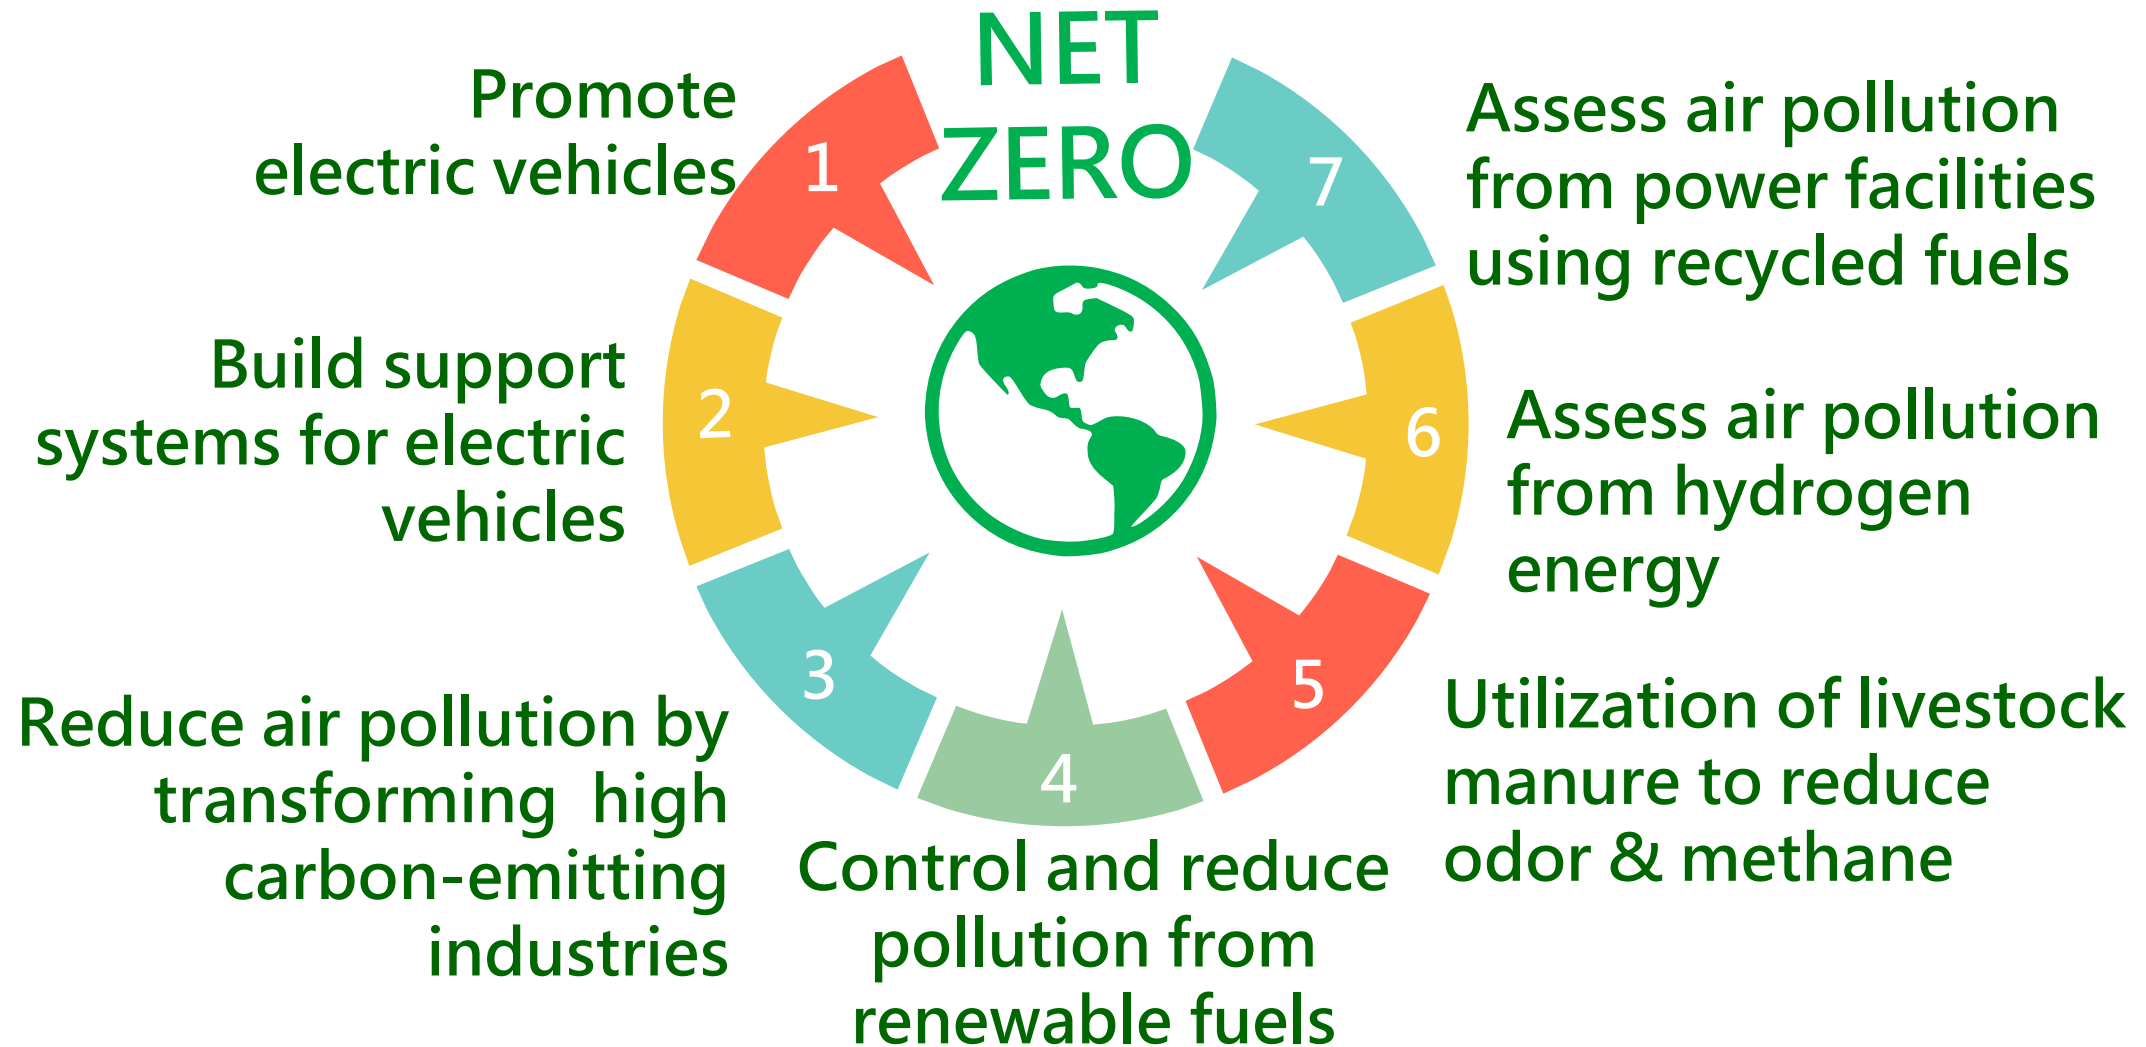 NET
ZERO
1
Promote
electric vehicles
2
Build support
systems for electric
vehicles
3
Reduce air pollution by
transforming  high
carbon-emitting
industries
4
Control and reduce
pollution from
renewable fuels
5
Utilization of livestock
manure to reduce
odor & methane
6
Assess air pollution
from hydrogen
energy
7
Assess air pollution
from power facilities
using recycled fuels